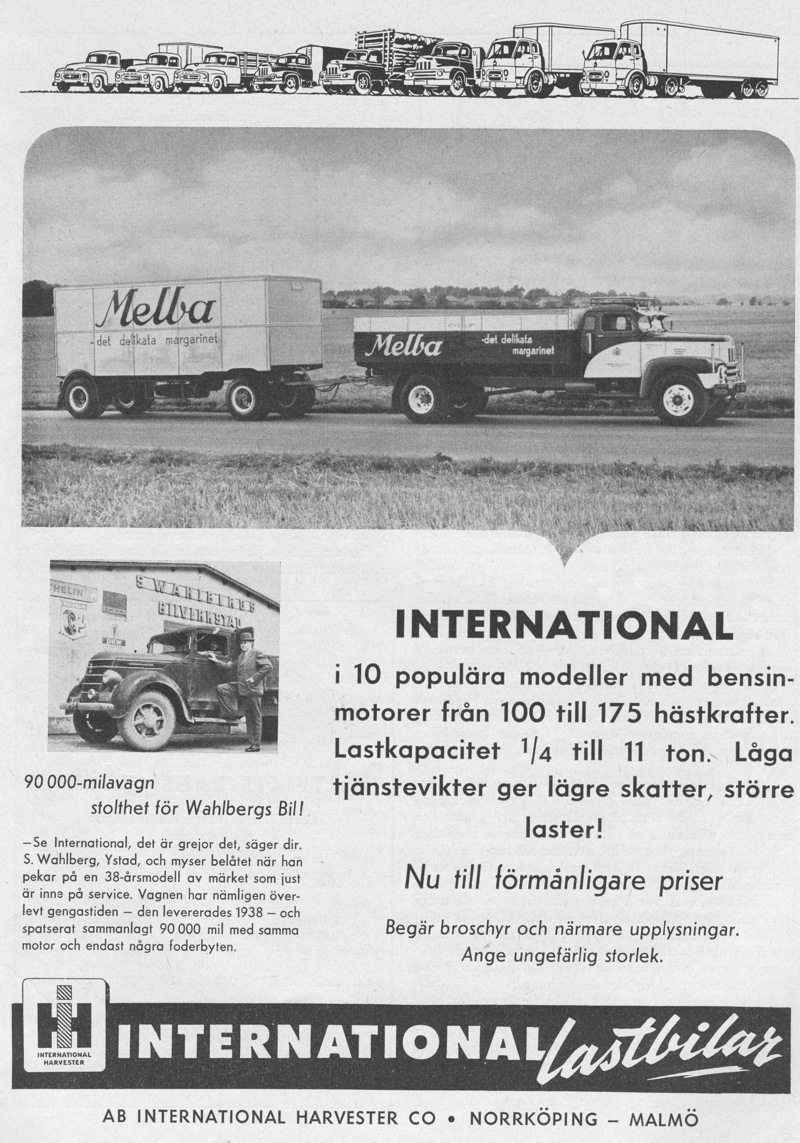 Melba
-det delikata margarinet
Melba
-det delikata
margarinet
HELIN
S. WAHLBERGS
BILVERKSTAD
DKW
INTERNATIONAL
i 10 populära modeller med bensin-
motorer från 100 till 175 hästkrafter.
Lastkapacitet 1/4 till 11 ton. Låga
tjänstevikter ger lägre skatter, större
laster!
Nu till förmånligare priser
Begär broschyr och närmare upplysningar.
Ange ungefärlig storlek.
90 000-milavagn
stolthet för Wahlbergs Bil!
—Se International, det är grejor det, säger dir.
S. Wahlberg, Ystad, och myser belåtet när han
pekar på en 38-årsmodell av märket som just
är inne på service. Vagnen har nämligen över-
levt gengastiden — den levererades 1938 — och
spatserat sammanlagt 90 000 mil med samma
motor och endast några foderbyten.
IH
INTERNATIONAL
HARVESTER
INTERNATIONAL lastbilar
AB INTERNATIONAL HARVESTER CO • NORRKÖPING — MALMÖ